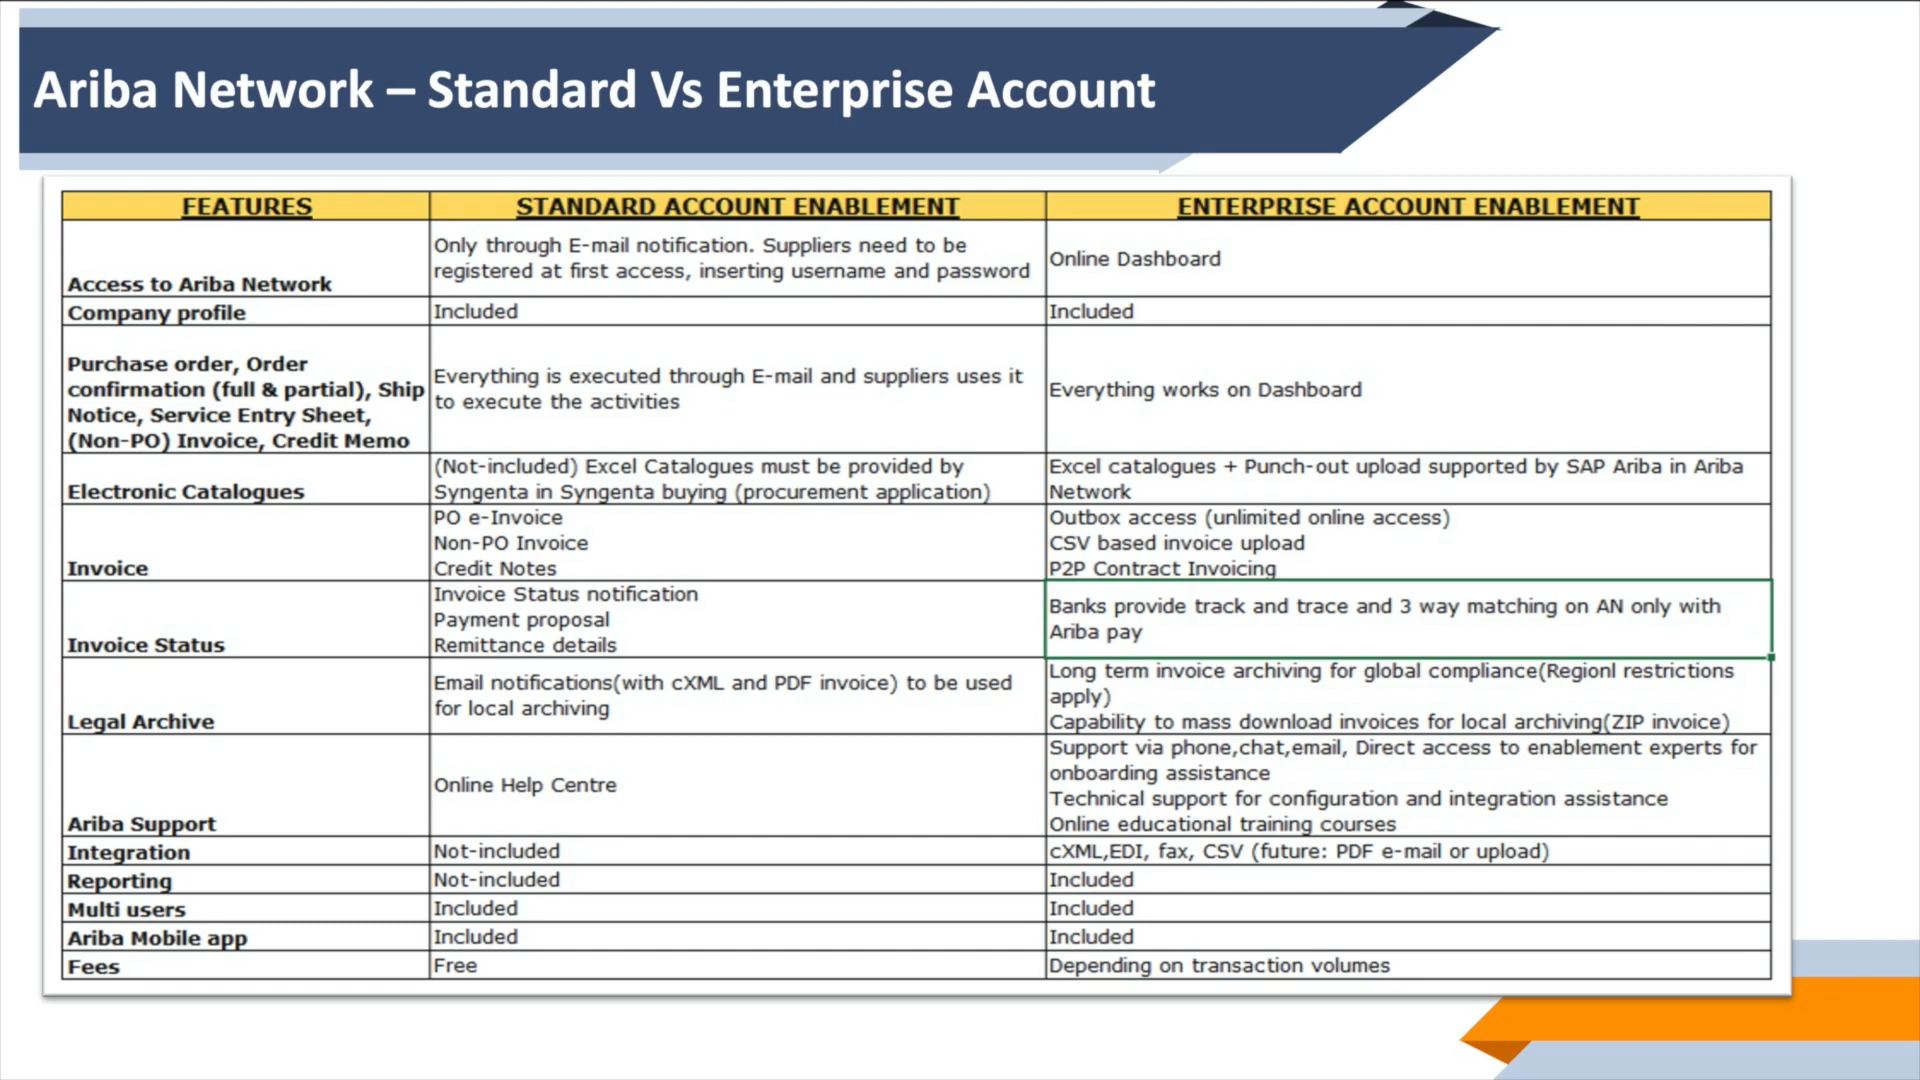 Ariba Network – Standard Vs Enterprise Account
FEATURES
STANDARD ACCOUNT ENABLEMENT
ENTERPRISE ACCOUNT ENABLEMENT
Access to Ariba Network
Only through E-mail notification. Suppliers need to be
registered at first access, inserting username and password
Online Dashboard
Company profile
Included
Included
Purchase order, Order
confirmation (full & partial), Ship
Notice, Service Entry Sheet,
(Non-PO) Invoice, Credit Memo
Everything is executed through E-mail and suppliers uses it
to execute the activities
Everything works on Dashboard
Electronic Catalogues
(Not-included) Excel Catalogues must be provided by
Syngenta in Syngenta buying (procurement application)
Excel catalogues + Punch-out upload supported by SAP Ariba in Ariba
Network
Invoice
PO e-Invoice
Non-PO Invoice
Credit Notes
Outbox access (unlimited online access)
CSV based invoice upload
P2P Contract Invoicing
Invoice Status
Invoice Status notification
Payment proposal
Remittance details
Banks provide track and trace and 3 way matching on AN only with
Ariba pay
Legal Archive
Email notifications(with cXML and PDF invoice) to be used
for local archiving
Long term invoice archiving for global compliance(Regionl restrictions
apply)
Capability to mass download invoices for local archiving(ZIP invoice)
Ariba Support
Online Help Centre
Support via phone,chat,email, Direct access to enablement experts for
onboarding assistance
Technical support for configuration and integration assistance
Online educational training courses
Integration
Not-included
cXML,EDI, fax, CSV (future: PDF e-mail or upload)
Reporting
Not-included
Included
Multi users
Included
Included
Ariba Mobile app
Included
Included
Fees
Free
Depending on transaction volumes